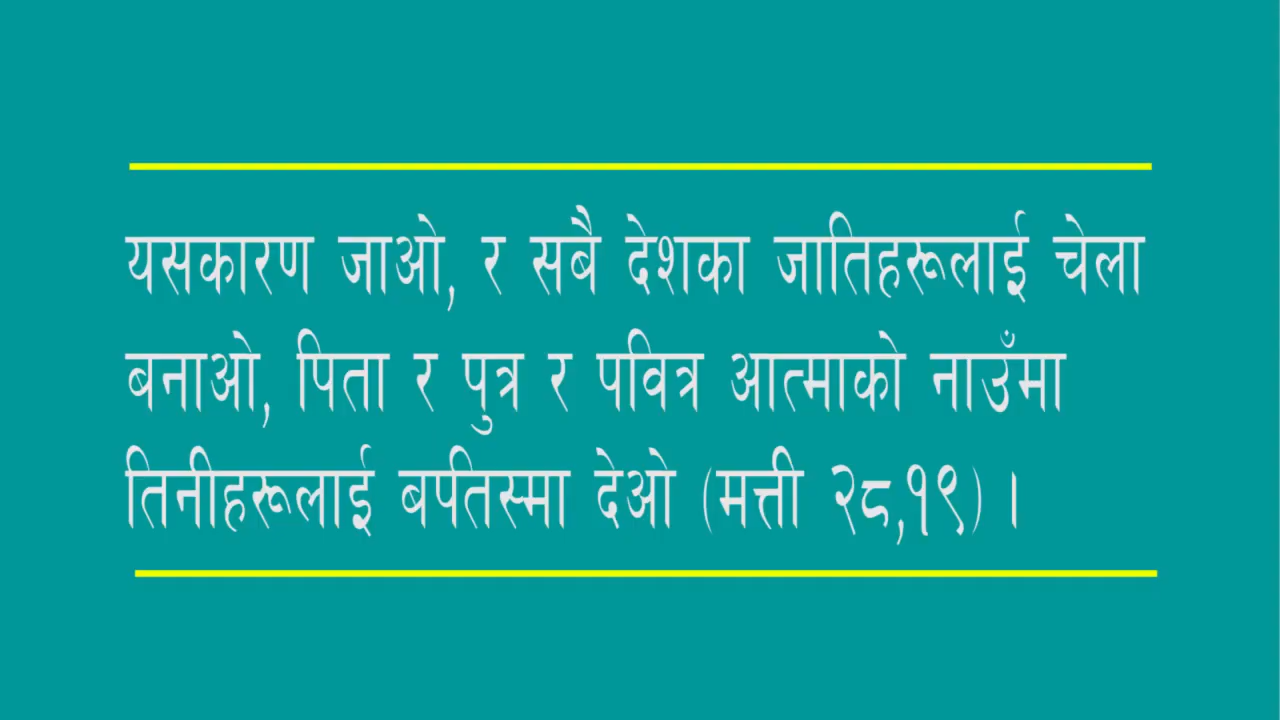 यसकारण जाओ, र सबै देशका जातिहरूलाई चेला
बनाओ, पिता र पुत्र र पवित्र आत्माको नाउँमा
तिनीहरूलाई बपतिस्मा देओ (मत्ती २८,१९) ।